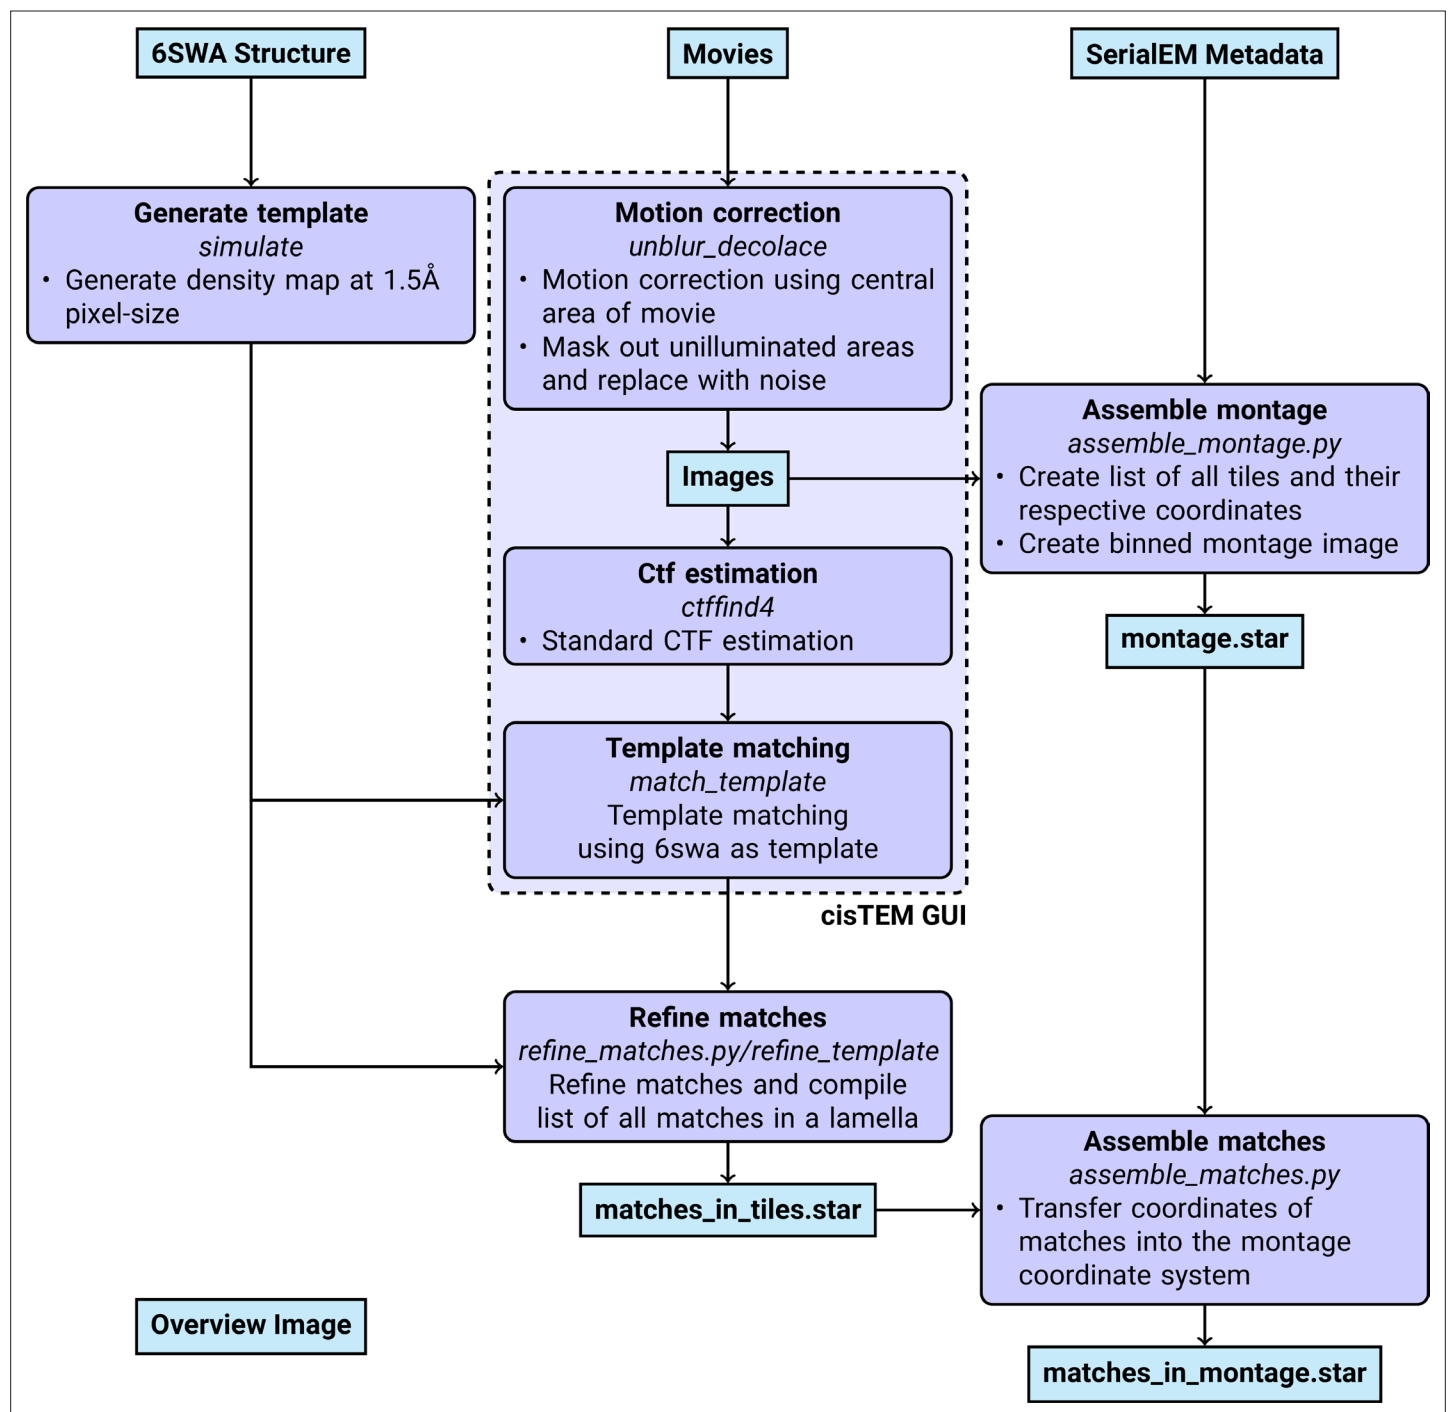 6SWA Structure
Movies
SerialEM Metadata
Generate template
simulate
• Generate density map at 1.5Å
pixel-size
Motion correction
unblur_decolace
• Motion correction using central
area of movie
• Mask out unilluminated areas
and replace with noise
Images
Assemble montage
assemble_montage.py
• Create list of all tiles and their
respective coordinates
• Create binned montage image
Ctf estimation
ctffind4
• Standard CTF estimation
montage.star
Template matching
match_template
Template matching
using 6swa as template
cisTEM GUI
Refine matches
refine_matches.py/refine_template
Refine matches and compile
list of all matches in a lamella
matches_in_tiles.star
Assemble matches
assemble_matches.py
• Transfer coordinates of
matches into the montage
coordinate system
Overview Image
matches_in_montage.star